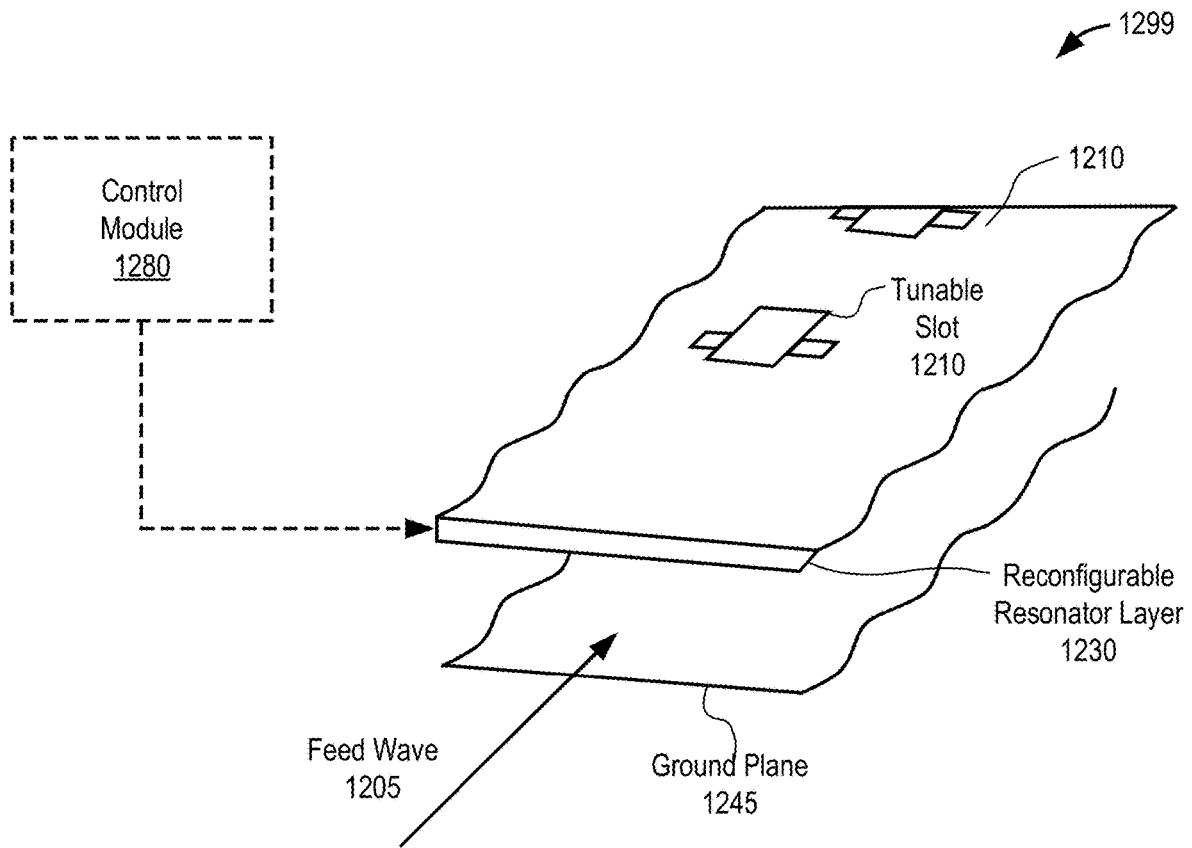 1299
Control
Module
1280
1210
Tunable
Slot
1210
Reconfigurable
Resonator Layer
1230
Feed Wave
1205
Ground Plane
1245